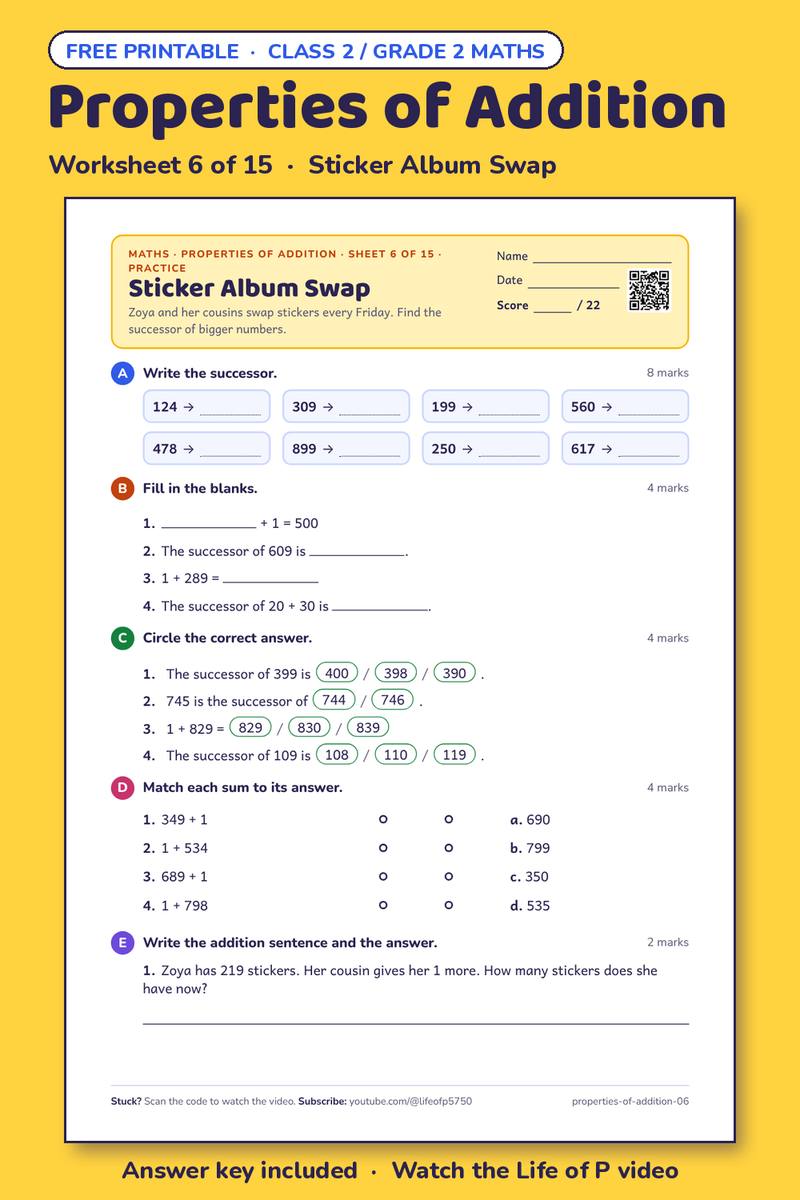 FREE PRINTABLE · CLASS 2 / GRADE 2 MATHS
Properties of Addition
Worksheet 6 of 15 · Sticker Album Swap
MATHS · PROPERTIES OF ADDITION · SHEET 6 OF 15 ·
PRACTICE
Sticker Album Swap
Zoya and her cousins swap stickers every Friday. Find the
successor of bigger numbers.
Name
Date
Score ______ / 22
A Write the successor. 8 marks
124 → 309 → 199 → 560 →
478 → 899 → 250 → 617 →
B Fill in the blanks. 4 marks
1. ____________ + 1 = 500
2. The successor of 609 is ____________.
3. 1 + 289 = ____________
4. The successor of 20 + 30 is ____________.
C Circle the correct answer. 4 marks
1. The successor of 399 is 400 / 398 / 390 .
2. 745 is the successor of 744 / 746 .
3. 1 + 829 = 829 / 830 / 839
4. The successor of 109 is 108 / 110 / 119 .
D Match each sum to its answer. 4 marks
1. 349 + 1 a. 690
2. 1 + 534 b. 799
3. 689 + 1 c. 350
4. 1 + 798 d. 535
E Write the addition sentence and the answer. 2 marks
1. Zoya has 219 stickers. Her cousin gives her 1 more. How many stickers does she
have now?
Stuck? Scan the code to watch the video. Subscribe: youtube.com/@lifeofp5750 properties-of-addition-06
Answer key included · Watch the Life of P video